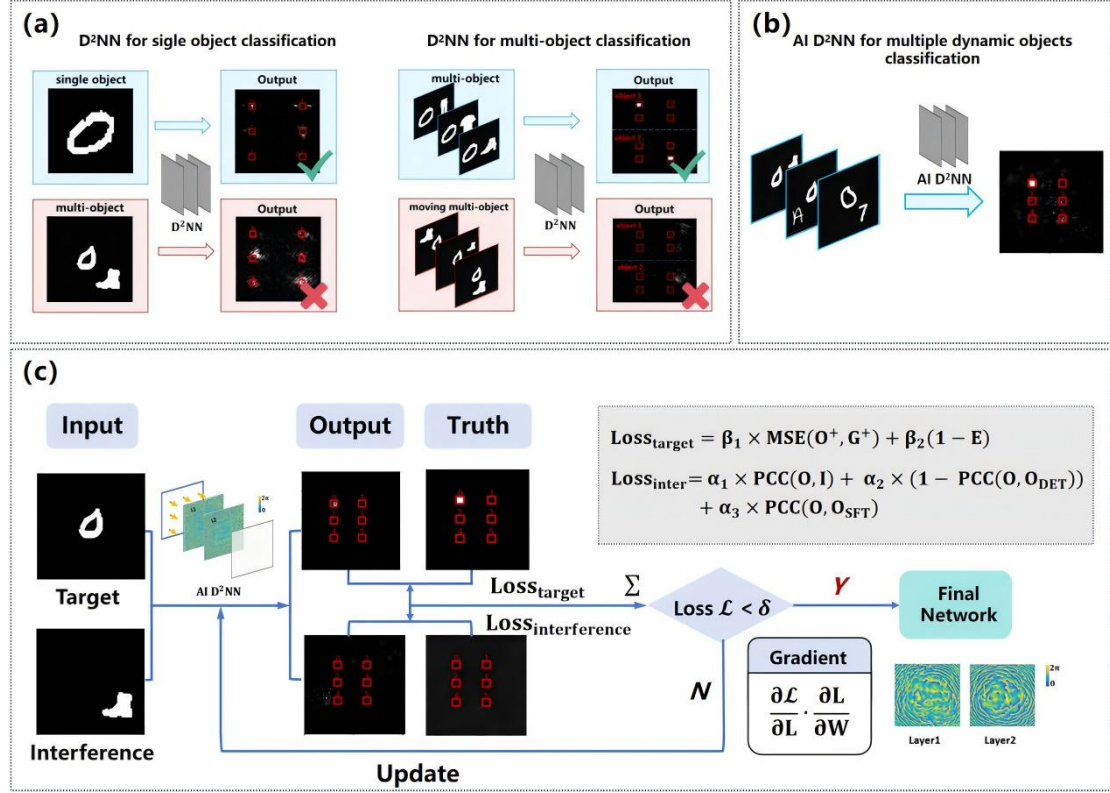 (a)
D²NN for sigle object classification
single object
Output
D²NN
multi-object
Output
D²NN for multi-object classification
multi-object
Output
object 1
object 2
D²NN
moving multi-object
Output
object 1
object 2
(b)
AI D²NN for multiple dynamic objects
classification
AI D²NN
(c)
Input
Output
Truth
Target
Interference
L1
L2
2π
0
AI D²NN
Loss_target = β₁ × MSE(O⁺, G⁺) + β₂(1 − E)
Loss_inter = α₁ × PCC(O, I) + α₂ × (1 − PCC(O, O_DET))
+ α₃ × PCC(O, O_SFT)
Loss_target
Loss_interference
Σ
Loss ℒ < δ
Y
Final
Network
N
Gradient
∂ℒ/∂L · ∂L/∂W
2π
0
Layer1
Layer2
Update